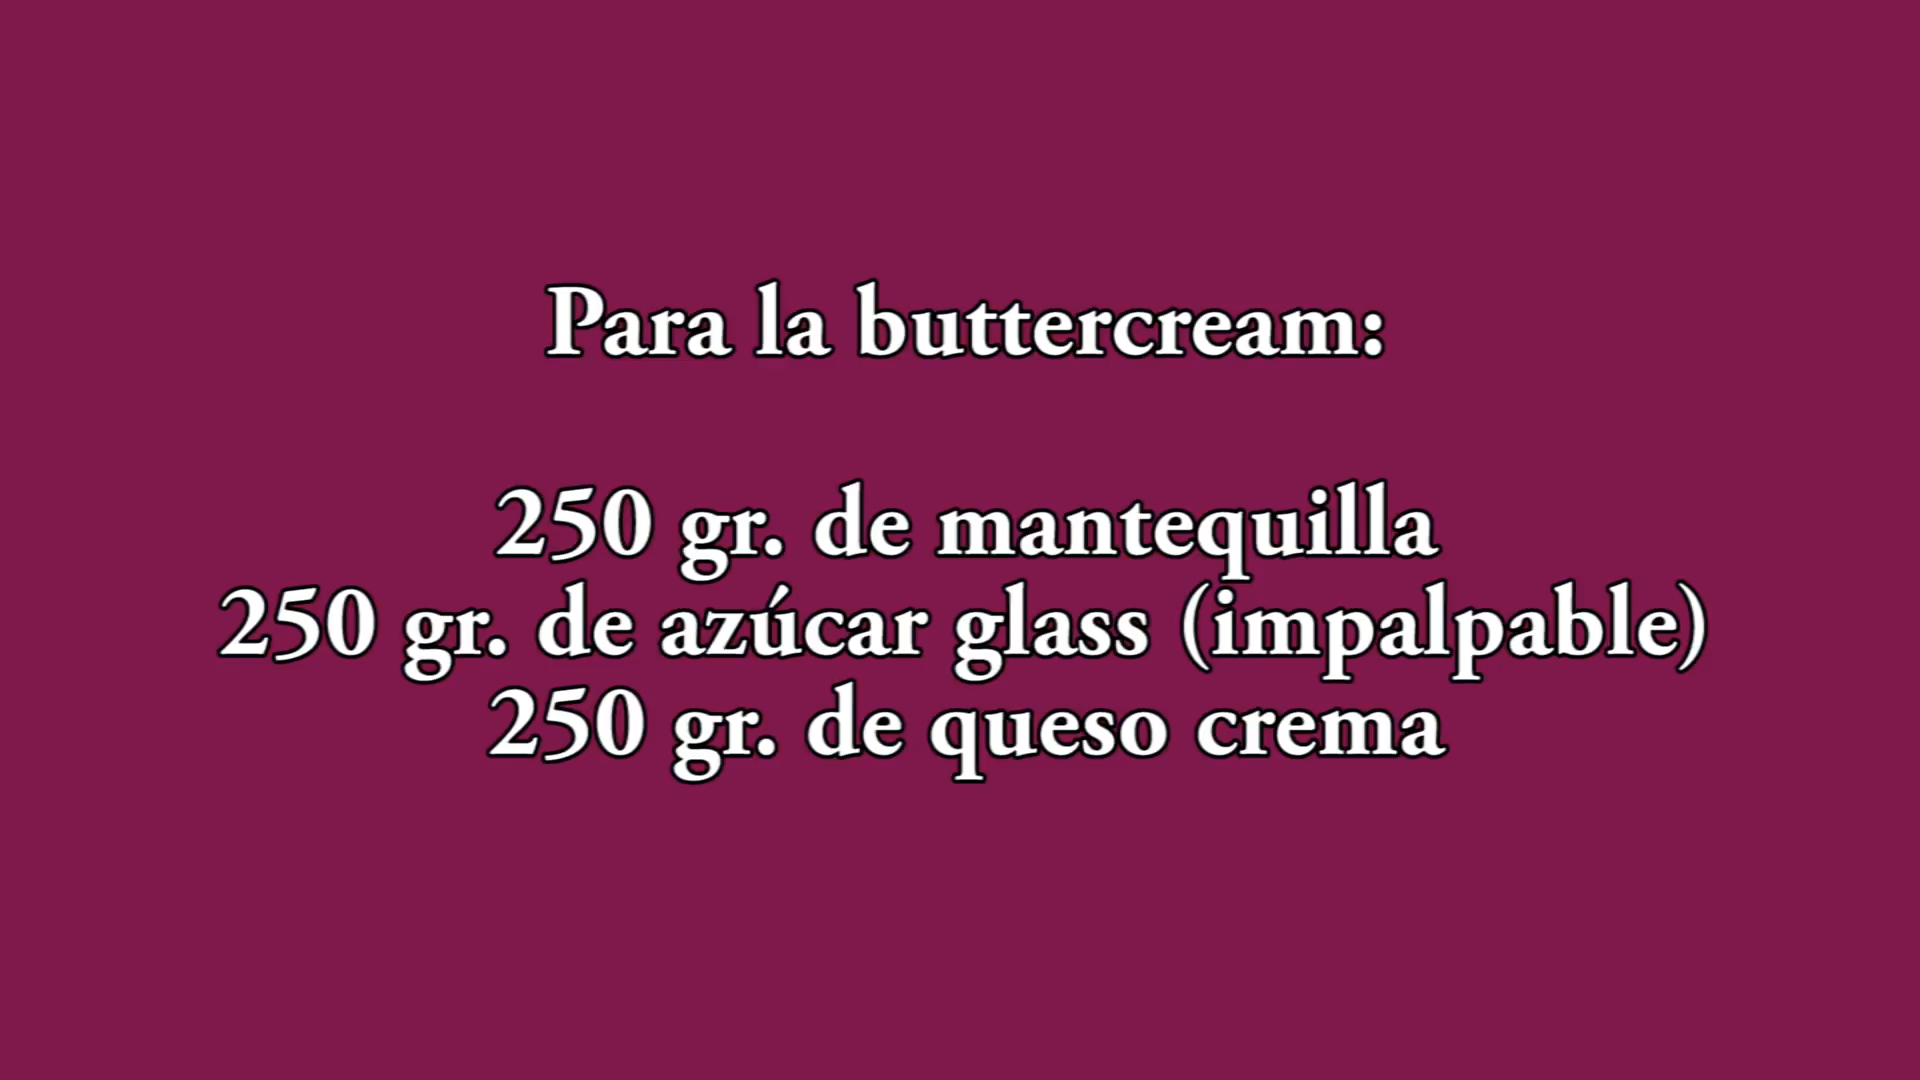 Para la buttercream:
250 gr. de mantequilla
250 gr. de azúcar glass (impalpable)
250 gr. de queso crema